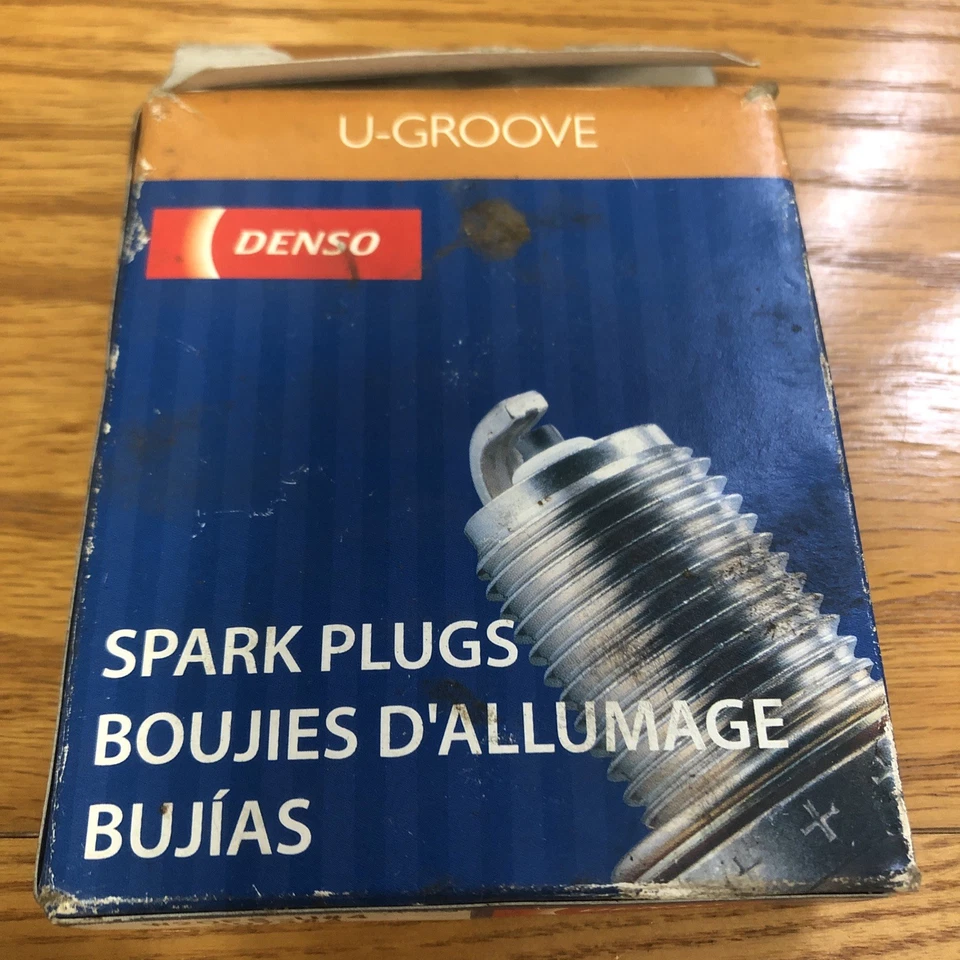 U-GROOVE
DENSO
SPARK PLUGS
BOUJIES D'ALLUMAGE
BUJÍAS